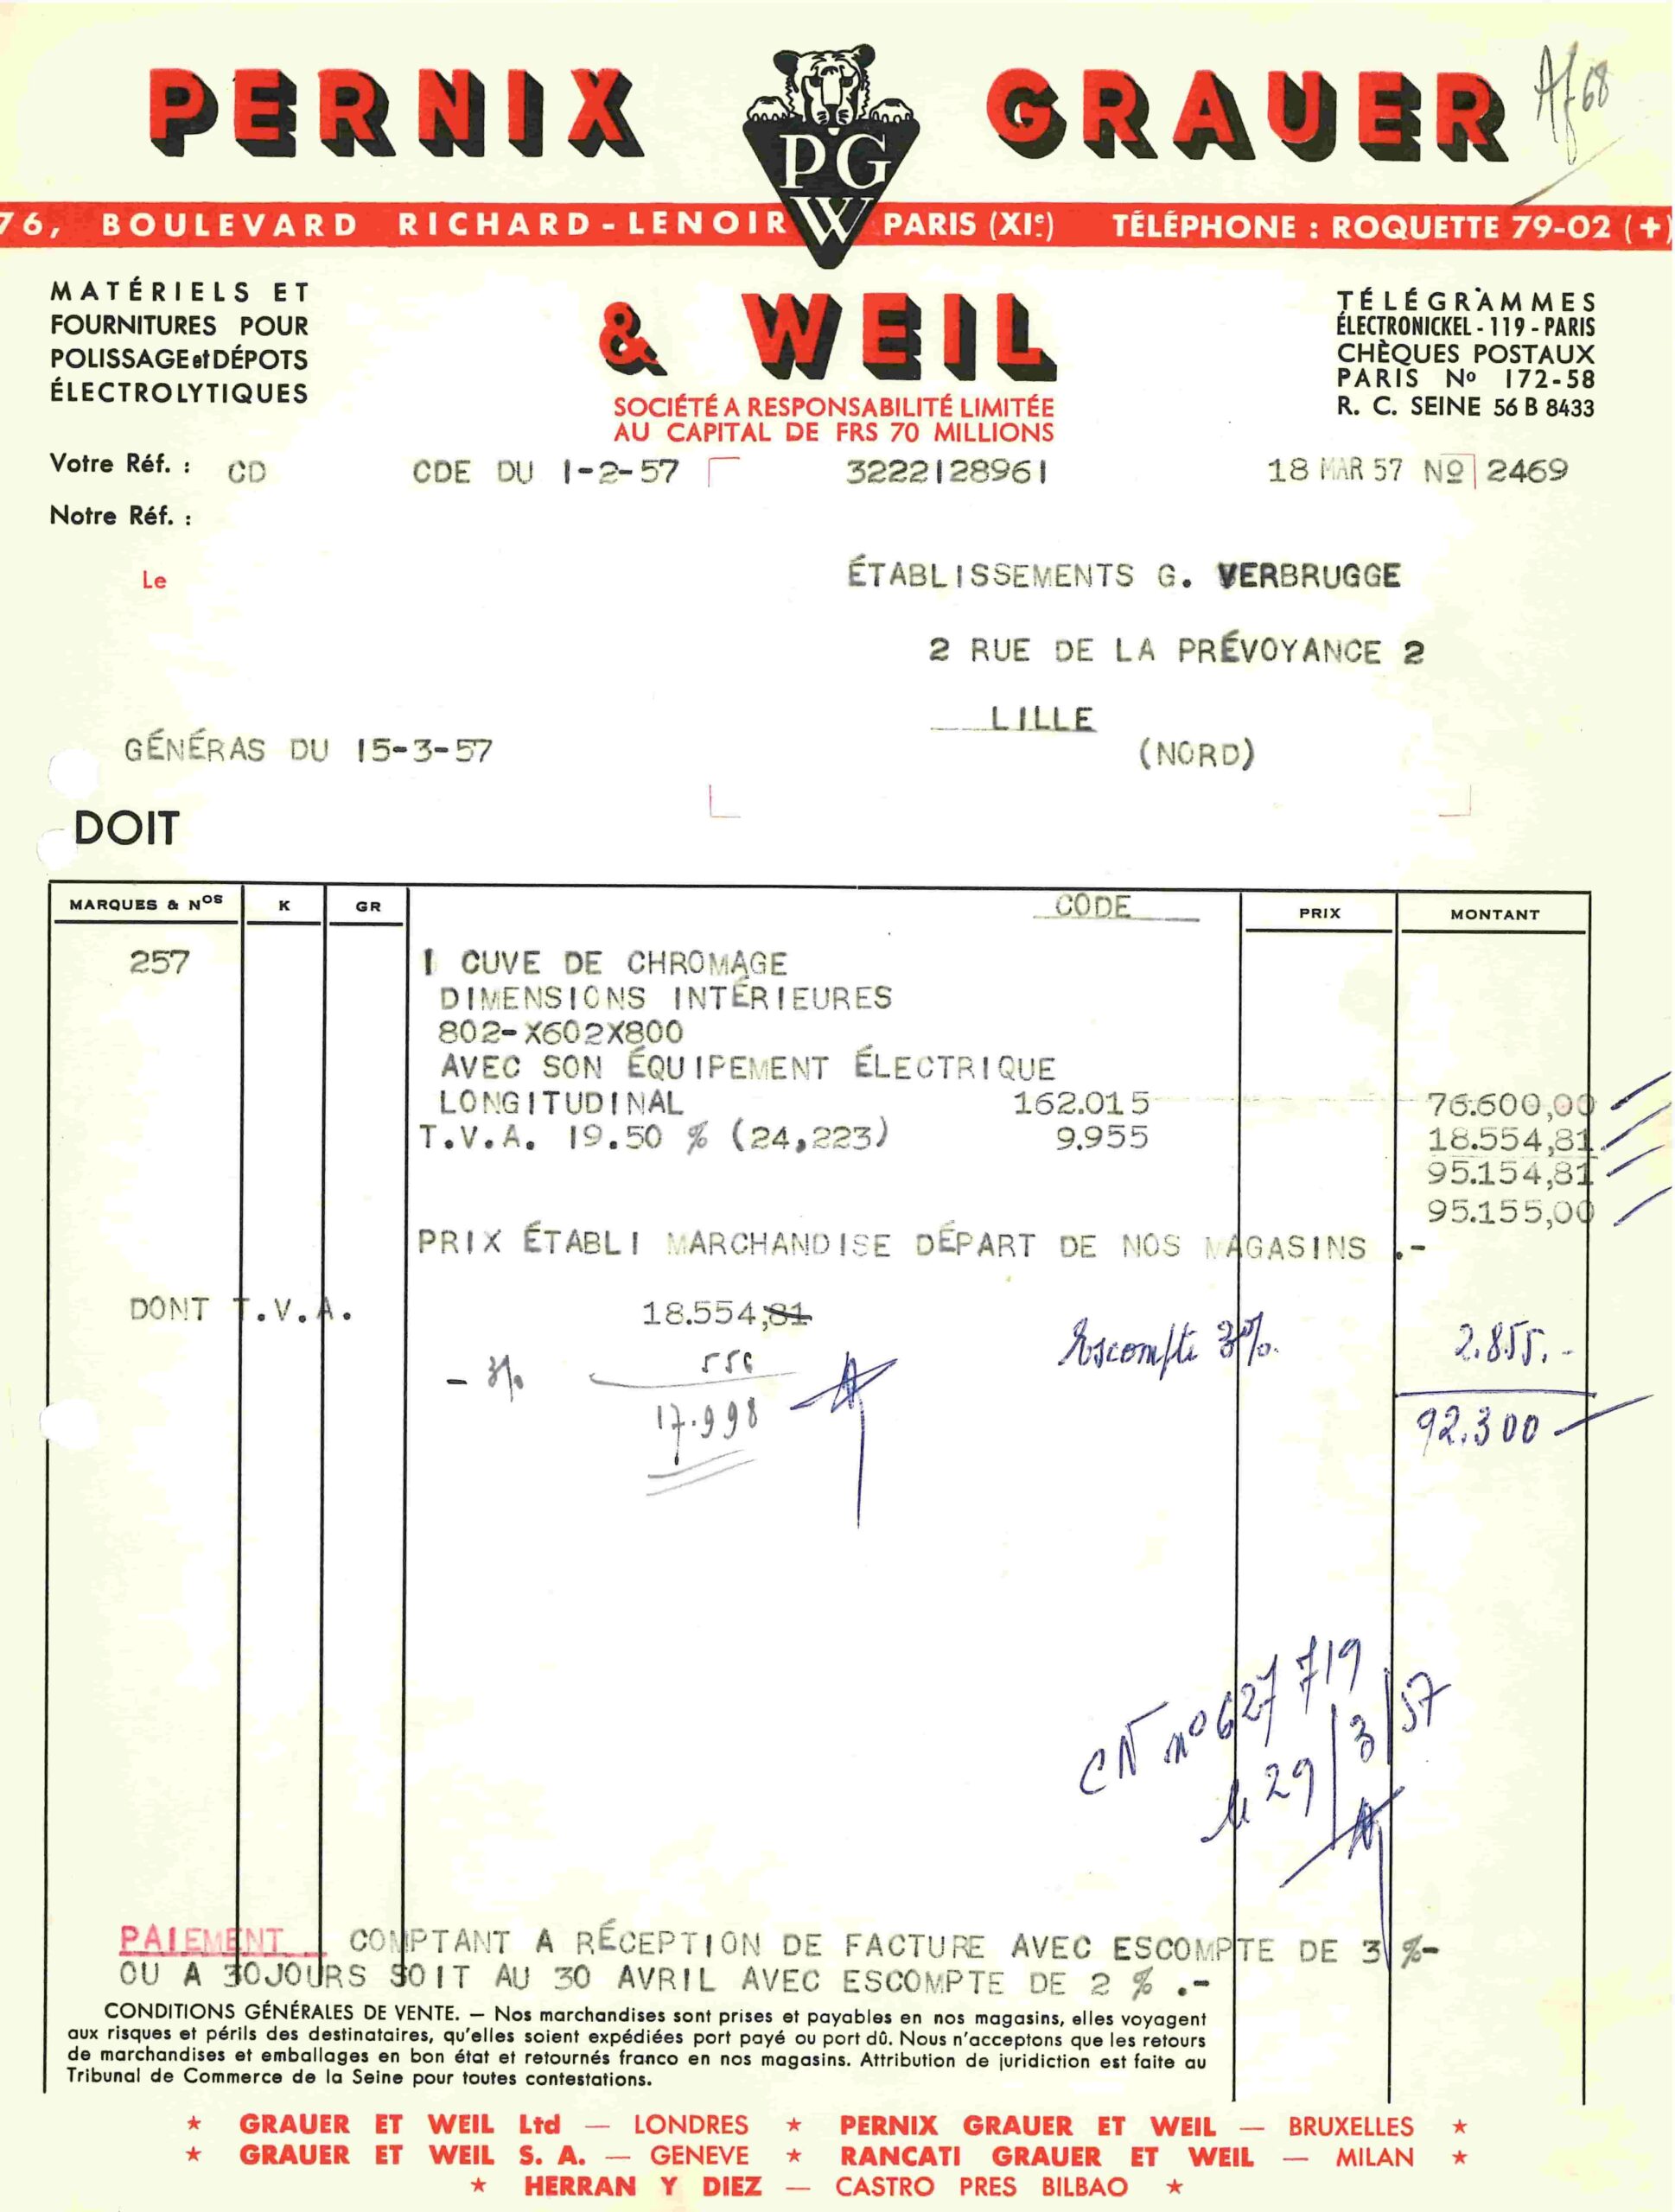 PERNIX GRAUER
Af 68
PGW
76, BOULEVARD RICHARD-LENOIR PARIS (XIe) TÉLÉPHONE : ROQUETTE 79-02 (+)
MATÉRIELS ET
FOURNITURES POUR
POLISSAGE et DÉPOTS
ÉLECTROLYTIQUES
& WEIL
SOCIÉTÉ A RESPONSABILITÉ LIMITÉE
AU CAPITAL DE FRS 70 MILLIONS
TÉLÉGRAMMES
ÉLECTRONICKEL - 119 - PARIS
CHÈQUES POSTAUX
PARIS No 172-58
R. C. SEINE 56 B 8433
Votre Réf. : CD CDE DU 1-2-57 3222128961 18 MAR 57 Nº 2469
Notre Réf. :
Le
ÉTABLISSEMENTS G. VERBRUGGE
2 RUE DE LA PRÉVOYANCE 2
LILLE
(NORD)
GÉNÉRAS DU 15-3-57
DOIT
MARQUES & NOS K GR CODE PRIX MONTANT
257 1 CUVE DE CHROMAGE
DIMENSIONS INTÉRIEURES
802-X602X800
AVEC SON ÉQUIPEMENT ÉLECTRIQUE
LONGITUDINAL 162.015 76.600,00
T.V.A. 19.50 % (24,223) 9.955 18.554,81
95.154,81
95.155,00
PRIX ÉTABLI MARCHANDISE DÉPART DE NOS MAGASINS .-
DONT T.V.A. 18.554,81
Escompte 3%. 2.855.-
- 3% 556
17.998
92.300
CN nº 627 719
le 29/3/57
PAIEMENT COMPTANT A RÉCEPTION DE FACTURE AVEC ESCOMPTE DE 3 %-
OU A 30JOURS SOIT AU 30 AVRIL AVEC ESCOMPTE DE 2 % .-
CONDITIONS GÉNÉRALES DE VENTE. — Nos marchandises sont prises et payables en nos magasins, elles voyagent
aux risques et périls des destinataires, qu'elles soient expédiées port payé ou port dû. Nous n'acceptons que les retours
de marchandises et emballages en bon état et retournés franco en nos magasins. Attribution de juridiction est faite au
Tribunal de Commerce de la Seine pour toutes contestations.
★ GRAUER ET WEIL Ltd — LONDRES ★ PERNIX GRAUER ET WEIL — BRUXELLES ★
★ GRAUER ET WEIL S. A. — GENEVE ★ RANCATI GRAUER ET WEIL — MILAN ★
★ HERRAN Y DIEZ — CASTRO PRES BILBAO ★